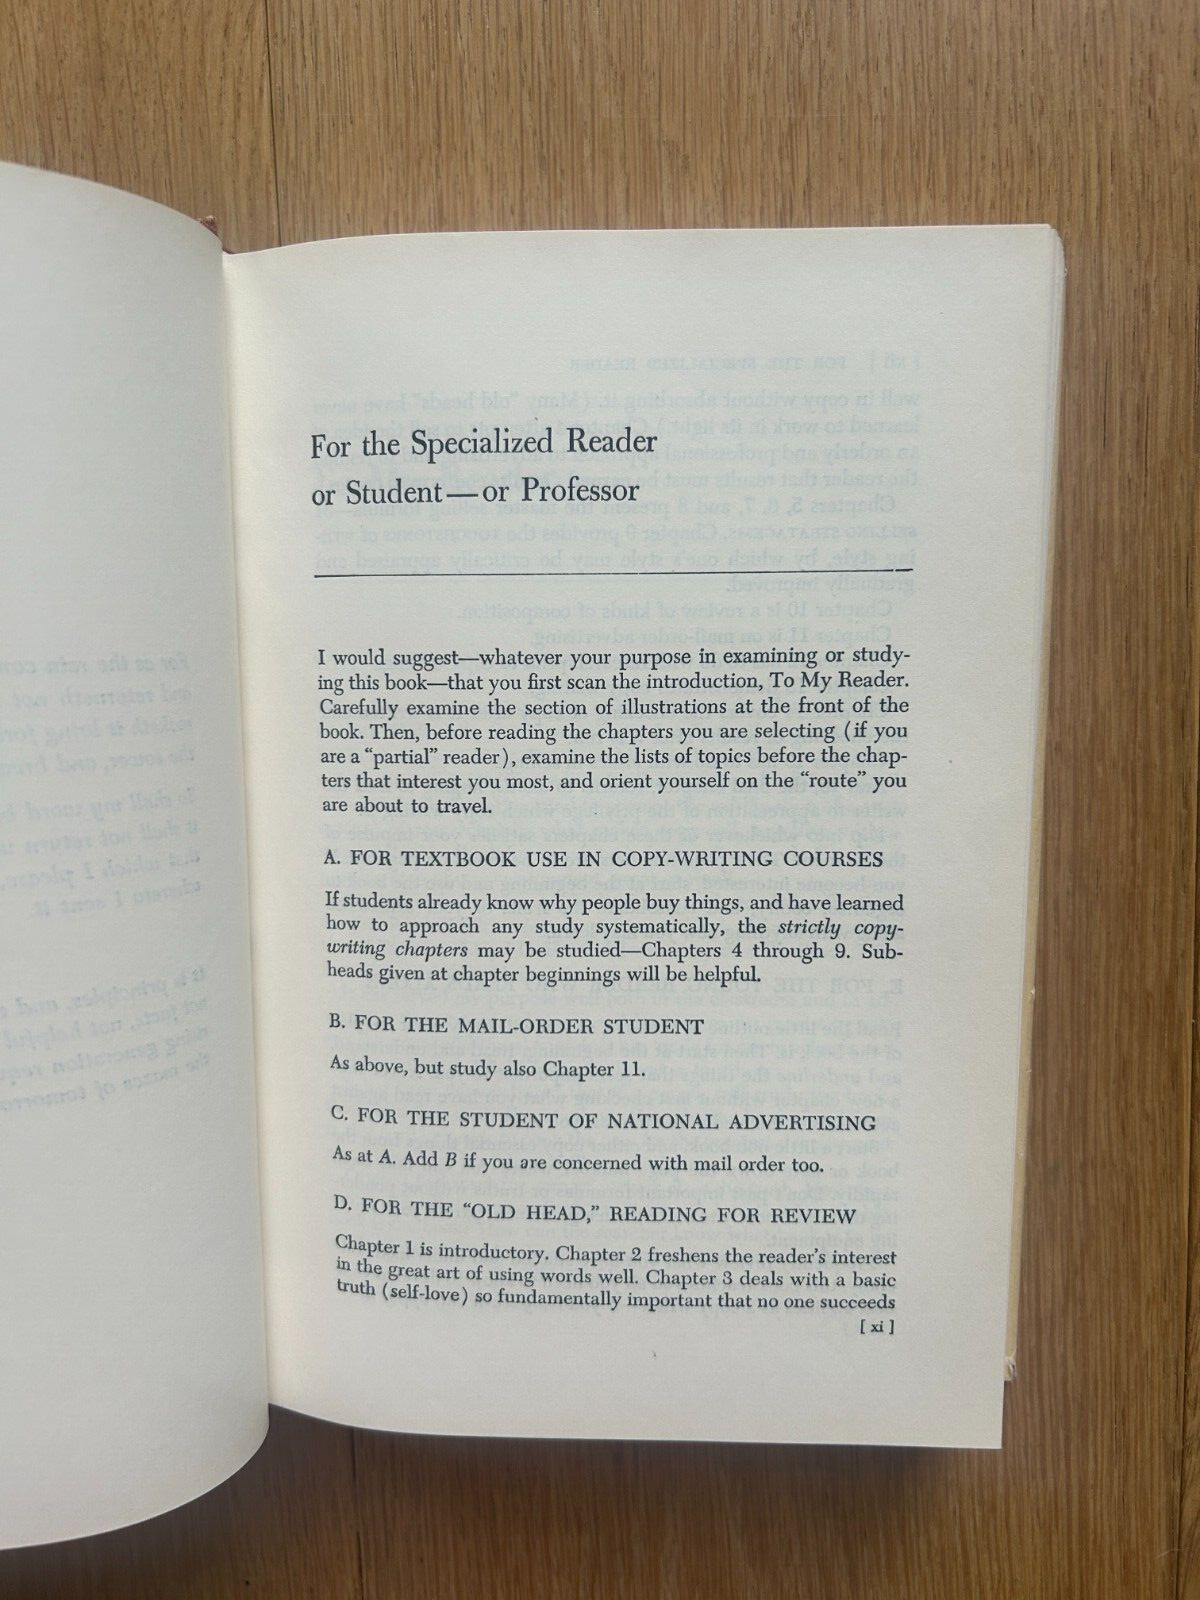 For the Specialized Reader
or Student—or Professor
I would suggest—whatever your purpose in examining or study-
ing this book—that you first scan the introduction, To My Reader.
Carefully examine the section of illustrations at the front of the
book. Then, before reading the chapters you are selecting (if you
are a “partial” reader), examine the lists of topics before the chap-
ters that interest you most, and orient yourself on the “route” you
are about to travel.
A. FOR TEXTBOOK USE IN COPY-WRITING COURSES
If students already know why people buy things, and have learned
how to approach any study systematically, the strictly copy-
writing chapters may be studied—Chapters 4 through 9. Sub-
heads given at chapter beginnings will be helpful.
B. FOR THE MAIL-ORDER STUDENT
As above, but study also Chapter 11.
C. FOR THE STUDENT OF NATIONAL ADVERTISING
As at A. Add B if you are concerned with mail order too.
D. FOR THE “OLD HEAD,” READING FOR REVIEW
Chapter 1 is introductory. Chapter 2 freshens the reader’s interest
in the great art of using words well. Chapter 3 deals with a basic
truth (self-love) so fundamentally important that no one succeeds
[ xi ]